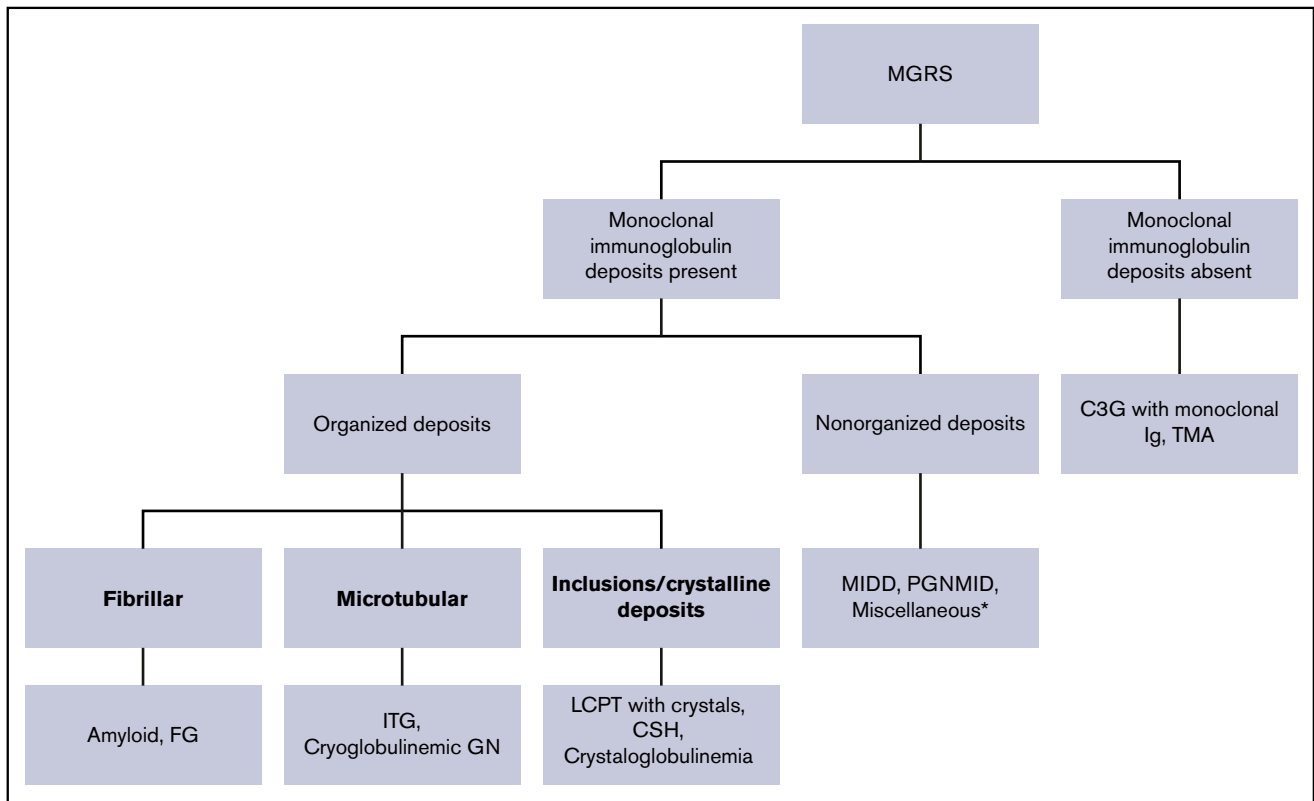 MGRS
Monoclonal
immunoglobulin
deposits present
Monoclonal
immunoglobulin
deposits absent
Organized deposits
Nonorganized deposits
C3G with monoclonal
Ig, TMA
Fibrillar
Microtubular
Inclusions/crystalline
deposits
MIDD, PGNMID,
Miscellaneous*
Amyloid, FG
ITG,
Cryoglobulinemic GN
LCPT with crystals,
CSH,
Crystaloglobulinemia